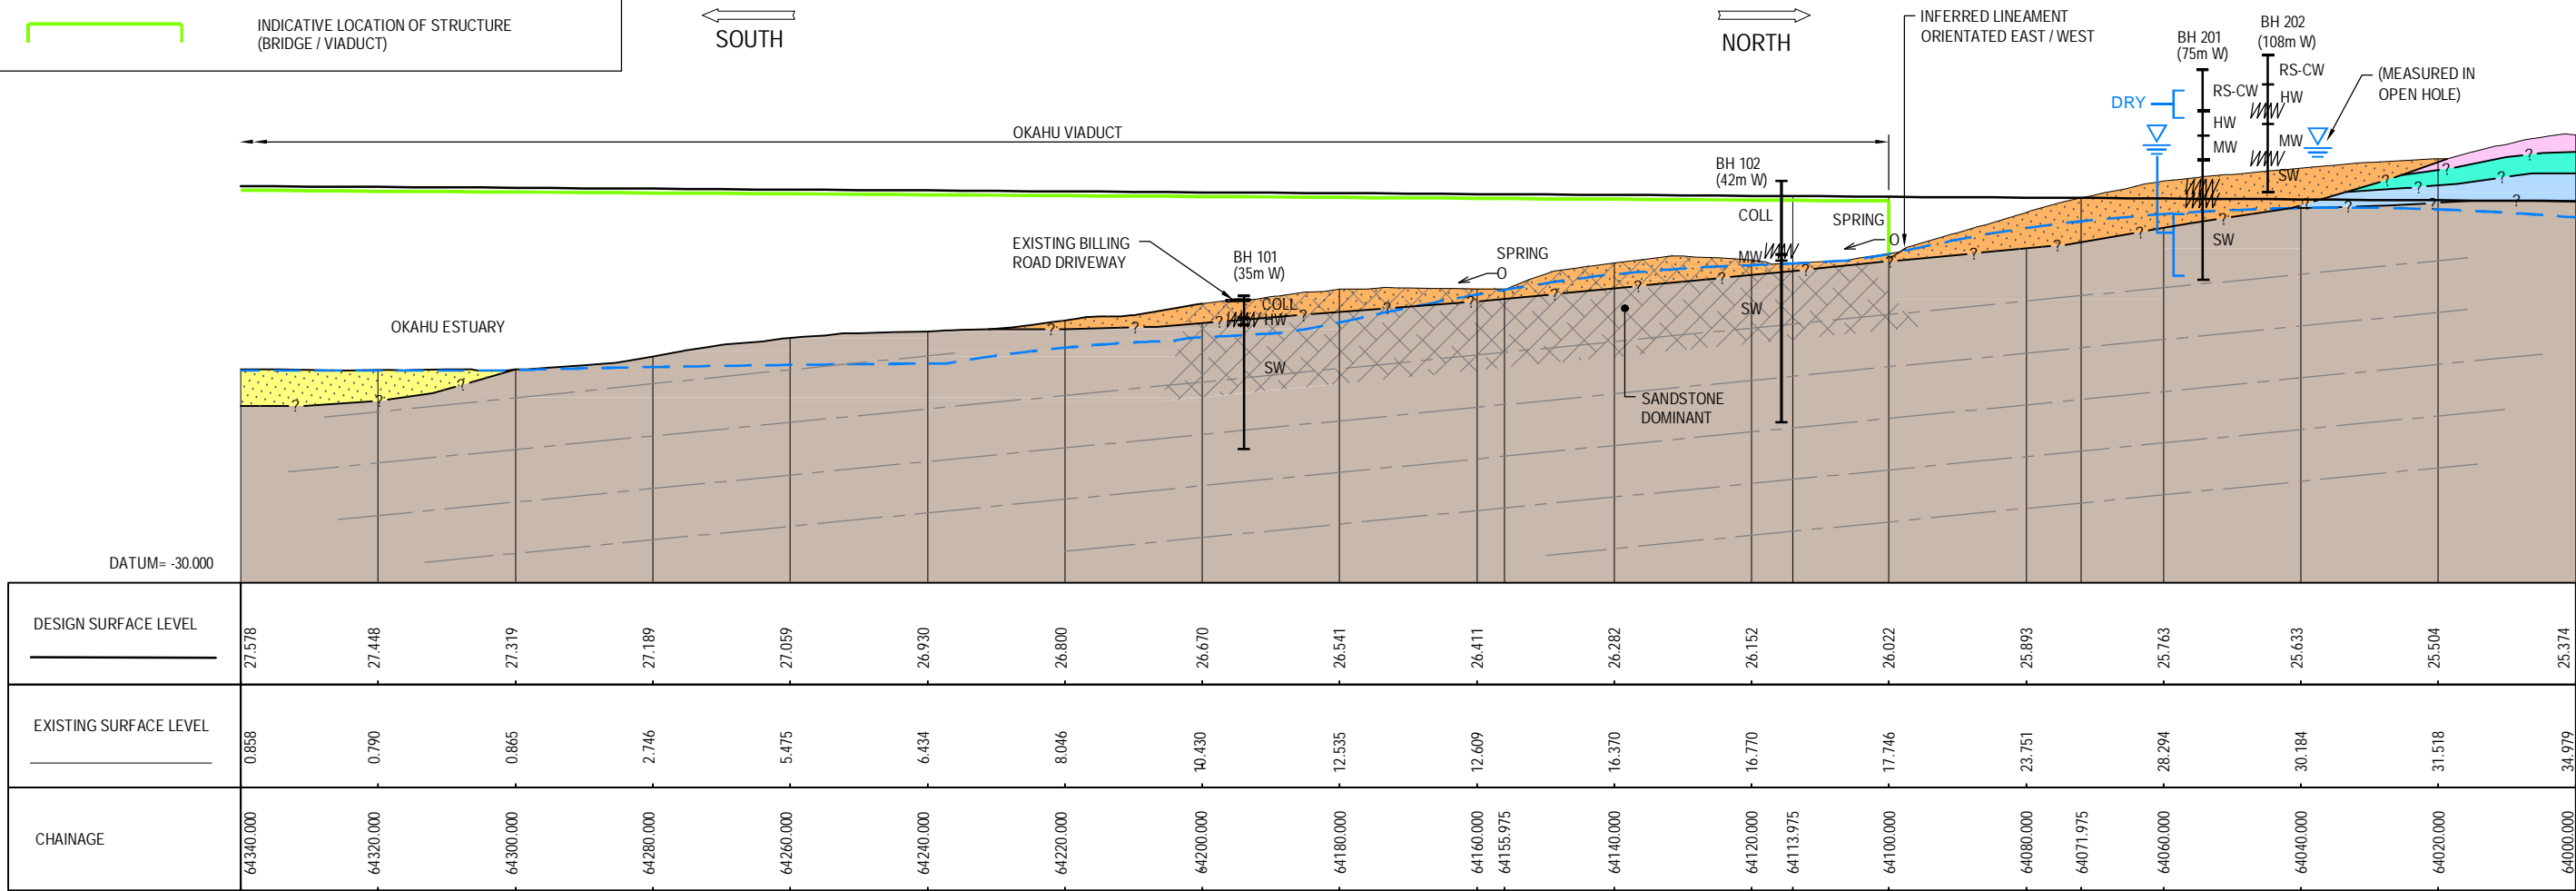 INDICATIVE LOCATION OF STRUCTURE
(BRIDGE / VIADUCT)
SOUTH
NORTH
INFERRED LINEAMENT
ORIENTATED EAST / WEST
BH 201
(75m W)
BH 202
(108m W)
RS-CW
HW
MW
SW
RS-CW
HW
MW
SW
DRY
(MEASURED IN
OPEN HOLE)
OKAHU VIADUCT
BH 102
(42m W)
COLL
MW
SW
SPRING
SPRING
EXISTING BILLING
ROAD DRIVEWAY
BH 101
(35m W)
COLL
HW
SW
OKAHU ESTUARY
SANDSTONE
DOMINANT
DATUM= -30.000
DESIGN SURFACE LEVEL
27.578 27.448 27.319 27.189 27.059 26.930 26.800 26.670 26.541 26.411 26.282 26.152 26.022 25.893 25.763 25.633 25.504 25.374
EXISTING SURFACE LEVEL
0.858 0.790 0.865 2.746 5.475 6.434 8.046 10.430 12.535 12.609 16.370 16.770 17.746 23.751 28.294 30.184 31.518 34.979
CHAINAGE
64340.000 64320.000 64300.000 64280.000 64260.000 64240.000 64220.000 64200.000 64180.000 64160.000 64155.975 64140.000 64120.000 64113.975 64100.000 64080.000 64071.975 64060.000 64040.000 64020.000 64000.000